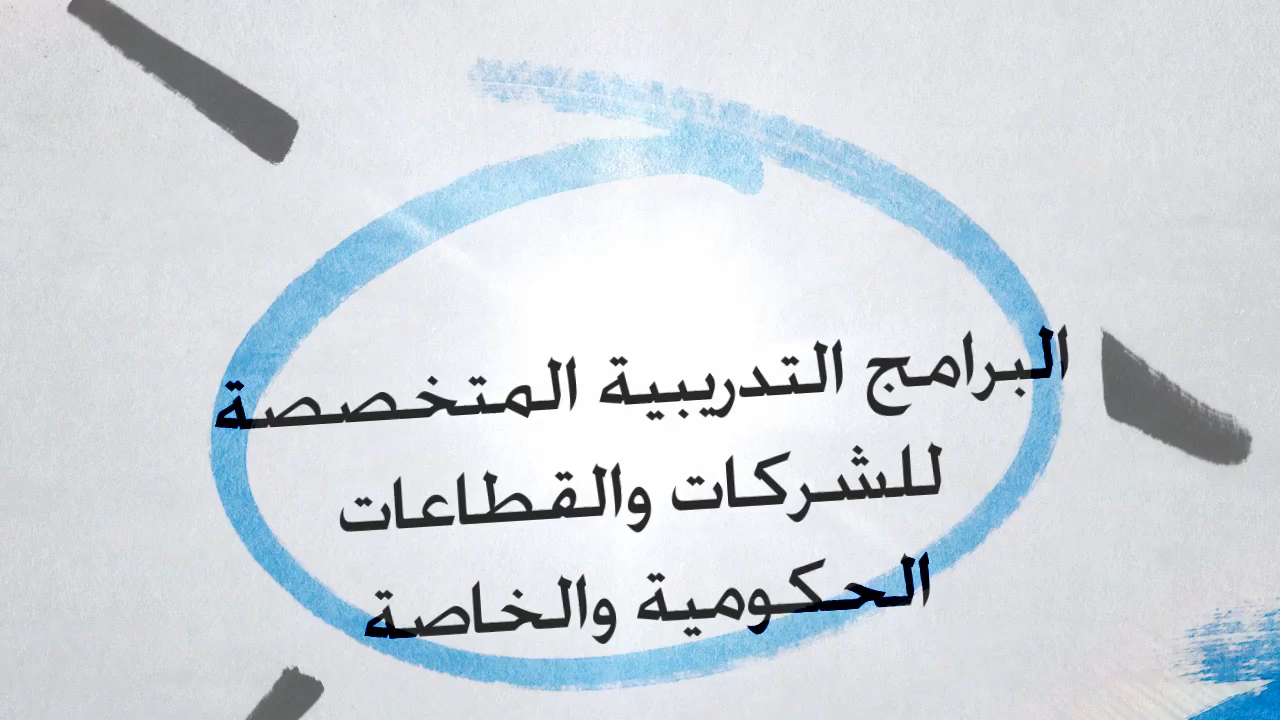 البرامج التدريبية المتخصصة
للشركات والقطاعات
الحكومية والخاصة